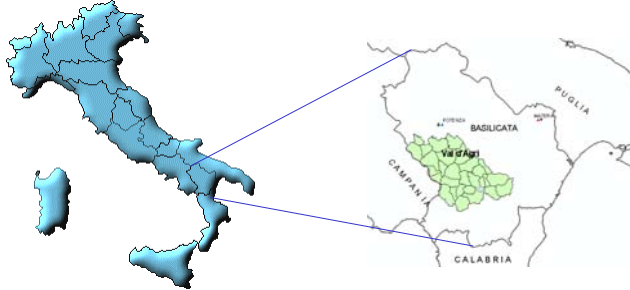 PUGLIA
POTENZA
MATERA
BASILICATA
Val d'Agri
CAMPANIA
CALABRIA